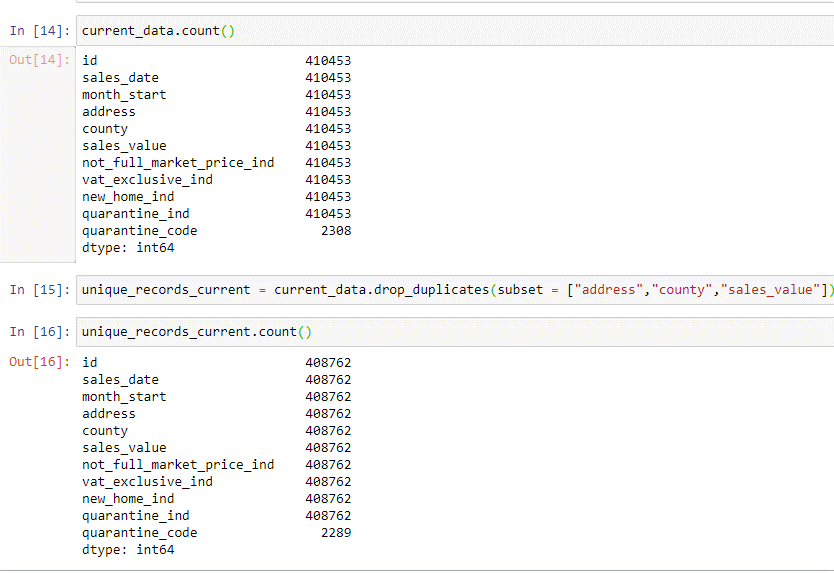 In [14]: current_data.count()
Out[14]: id 410453
sales_date 410453
month_start 410453
address 410453
county 410453
sales_value 410453
not_full_market_price_ind 410453
vat_exclusive_ind 410453
new_home_ind 410453
quarantine_ind 410453
quarantine_code 2308
dtype: int64
In [15]: unique_records_current = current_data.drop_duplicates(subset = ["address","county","sales_value"])
In [16]: unique_records_current.count()
Out[16]: id 408762
sales_date 408762
month_start 408762
address 408762
county 408762
sales_value 408762
not_full_market_price_ind 408762
vat_exclusive_ind 408762
new_home_ind 408762
quarantine_ind 408762
quarantine_code 2289
dtype: int64